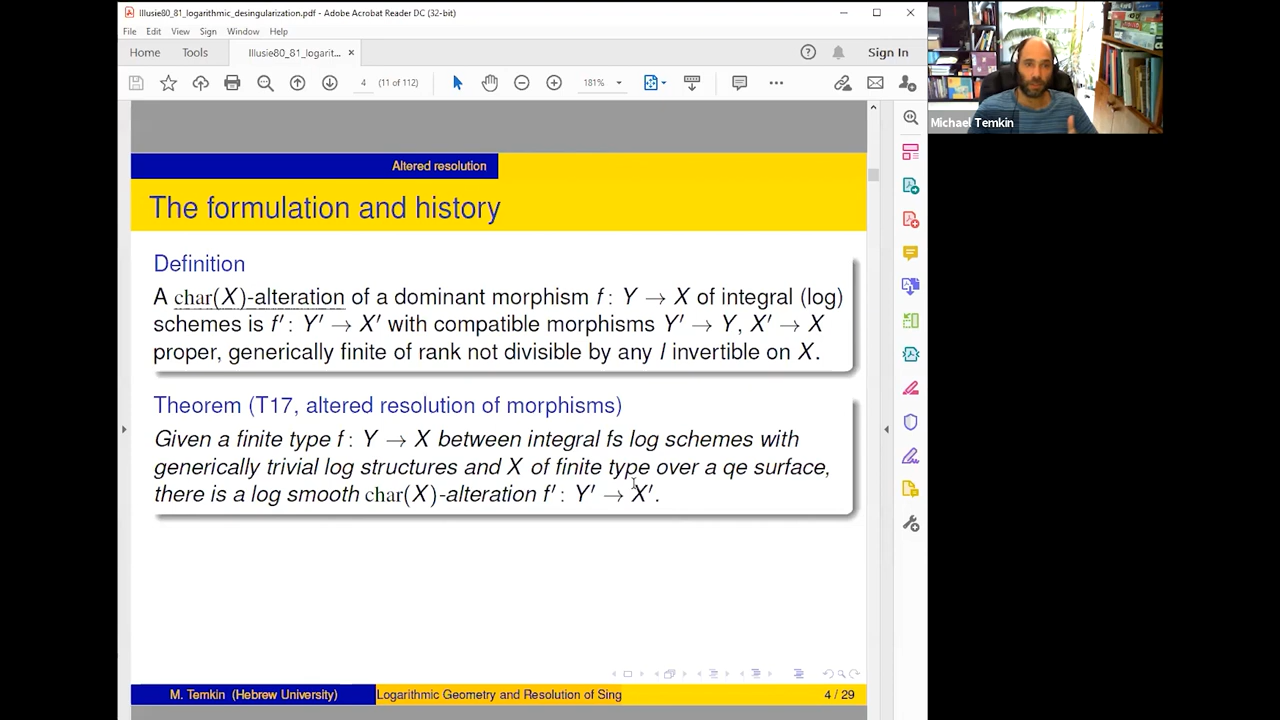 Illusie80_81_logarithmic_desingularization.pdf - Adobe Acrobat Reader DC (32-bit)
File Edit View Sign Window Help
Home Tools Illusie80_81_logarit... × Sign In
4 (11 of 112) 181%
Michael Temkin
Altered resolution
The formulation and history
Definition
A char(X)-alteration of a dominant morphism f : Y → X of integral (log)
schemes is f′ : Y′ → X′ with compatible morphisms Y′ → Y, X′ → X
proper, generically finite of rank not divisible by any l invertible on X.
Theorem (T17, altered resolution of morphisms)
Given a finite type f : Y → X between integral fs log schemes with
generically trivial log structures and X of finite type over a qe surface,
there is a log smooth char(X)-alteration f′ : Y′ → X′.
M. Temkin (Hebrew University) Logarithmic Geometry and Resolution of Sing 4 / 29